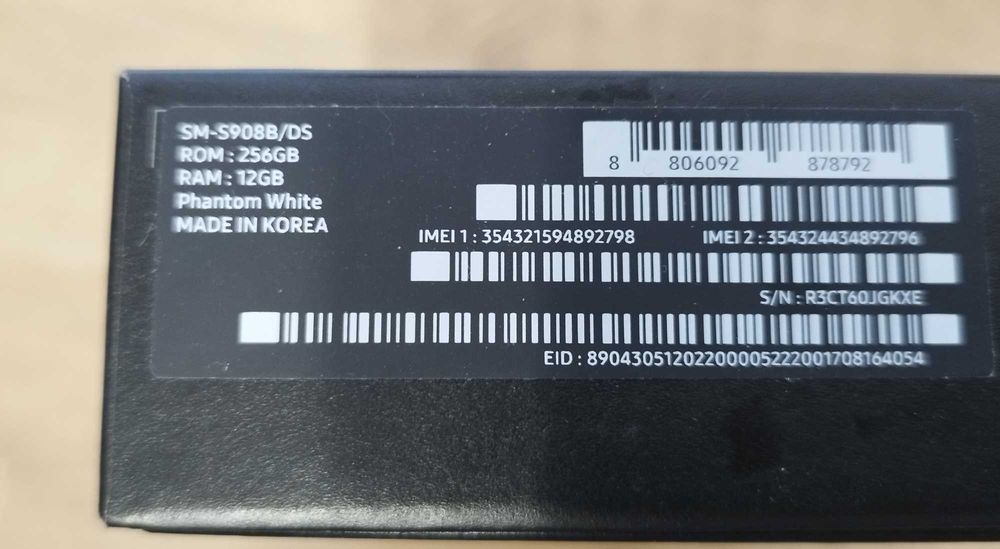 SM-S908B/DS
ROM : 256GB
RAM : 12GB
Phantom White
MADE IN KOREA
8 806092 878792
IMEI 1 : 354321594892798 IMEI 2 : 354324434892796
S/N : R3CT60JGKXE
EID : 89043051202200005222001708164054